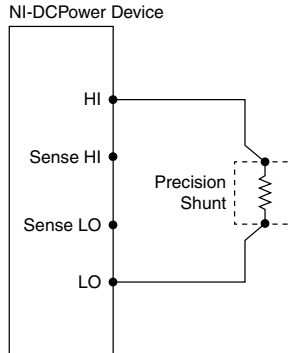 NI-DCPower Device
HI
Sense HI
Precision
Shunt
Sense LO
LO